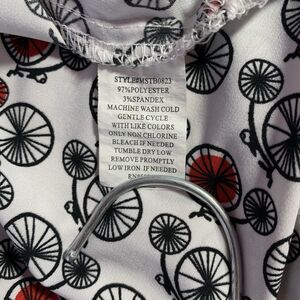 STYLE#MSTB0823
97%POLYESTER
3%SPANDEX
MACHINE WASH COLD
GENTLE CYCLE
WITH LIKE COLORS
ONLY NON CHLORINE
BLEACH IF NEEDED
TUMBLE DRY LOW
REMOVE PROMPTLY
LOW IRON IF NEEDED